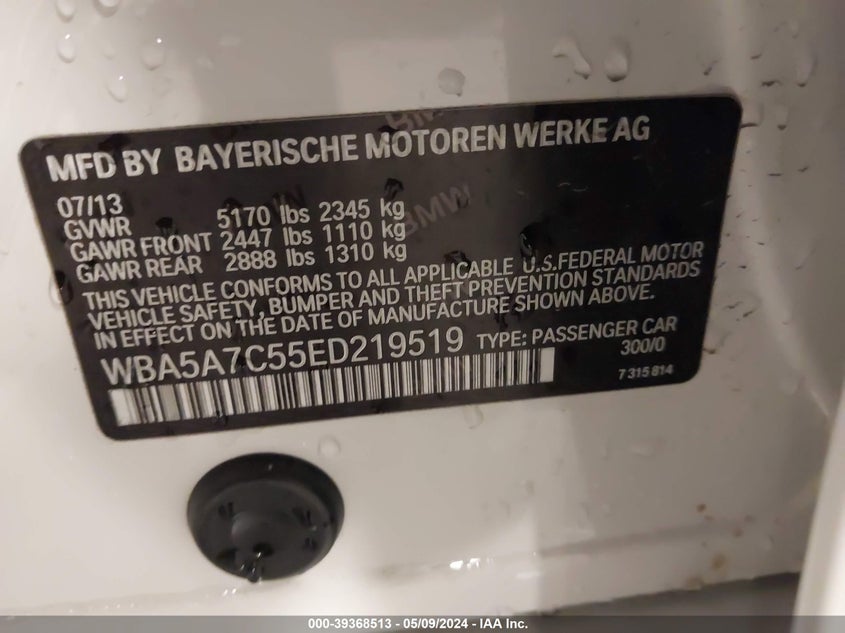 MFD BY BAYERISCHE MOTOREN WERKE AG
07/13
GVWR 5170 lbs 2345 kg
GAWR FRONT 2447 lbs 1110 kg
GAWR REAR 2888 lbs 1310 kg
THIS VEHICLE CONFORMS TO ALL APPLICABLE U.S.FEDERAL MOTOR
VEHICLE SAFETY, BUMPER AND THEFT PREVENTION STANDARDS
IN EFFECT ON THE DATE OF MANUFACTURE SHOWN ABOVE.
WBA5A7C55ED219519 TYPE: PASSENGER CAR
300/0
7 315 814
BMW
000-39368513 - 05/09/2024 - IAA Inc.